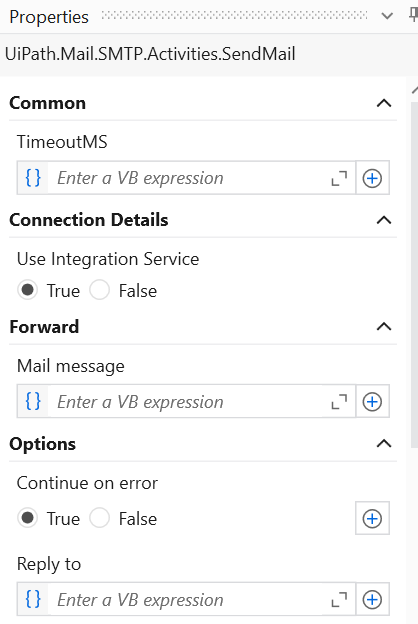 Properties
UiPath.Mail.SMTP.Activities.SendMail
Common
TimeoutMS
{} Enter a VB expression
Connection Details
Use Integration Service
True False
Forward
Mail message
{} Enter a VB expression
Options
Continue on error
True False
Reply to
{} Enter a VB expression